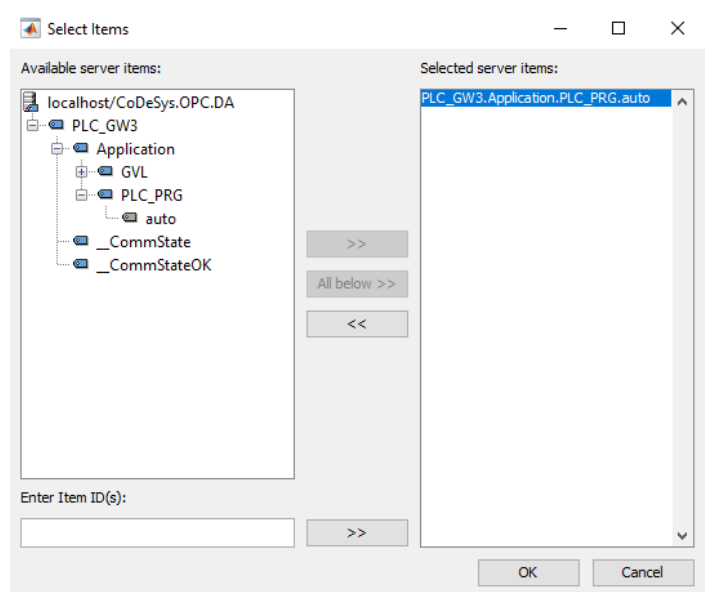 Select Items
Available server items:
Selected server items:
localhost/CoDeSys.OPC.DA
PLC_GW3.Application.PLC_PRG.auto
PLC_GW3
Application
GVL
PLC_PRG
auto
__CommState
__CommStateOK
>>
All below >>
<<
Enter Item ID(s):
>>
OK
Cancel